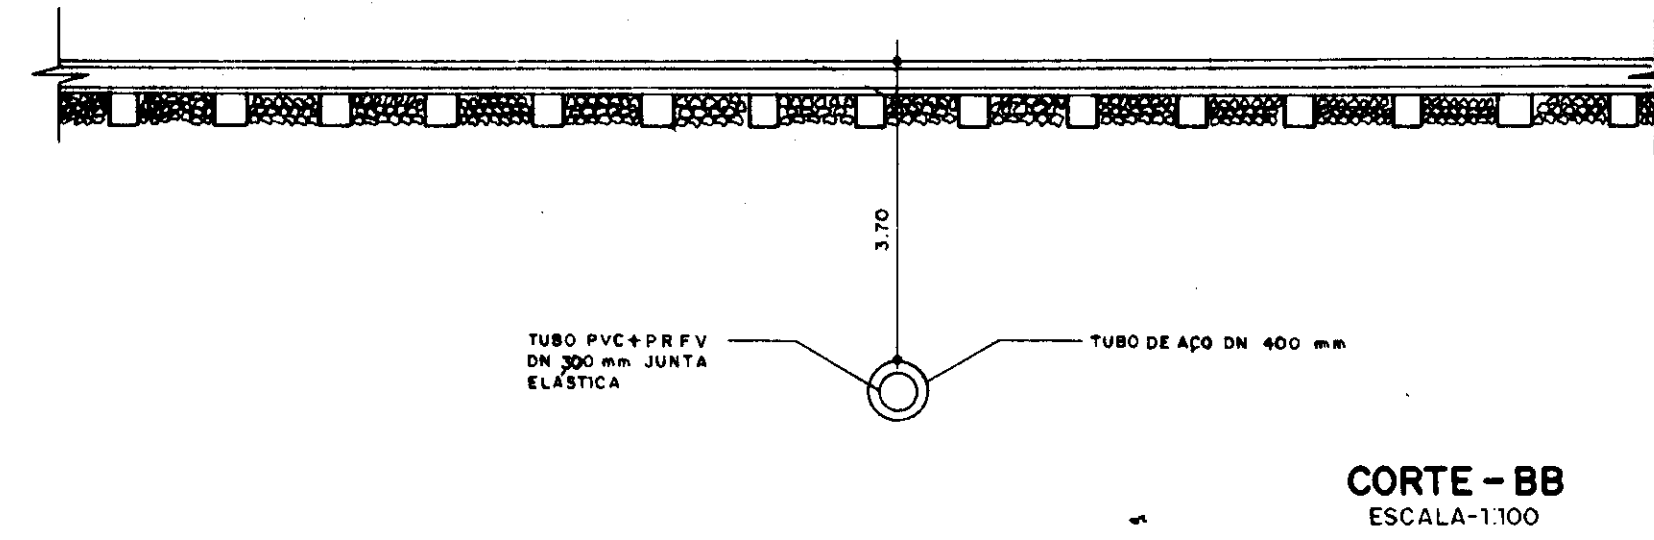 3.70
TUBO PVC+PRFV
DN 300 mm JUNTA
ELÁSTICA
TUBO DE AÇO DN 400 mm
CORTE - BB
ESCALA-1:100